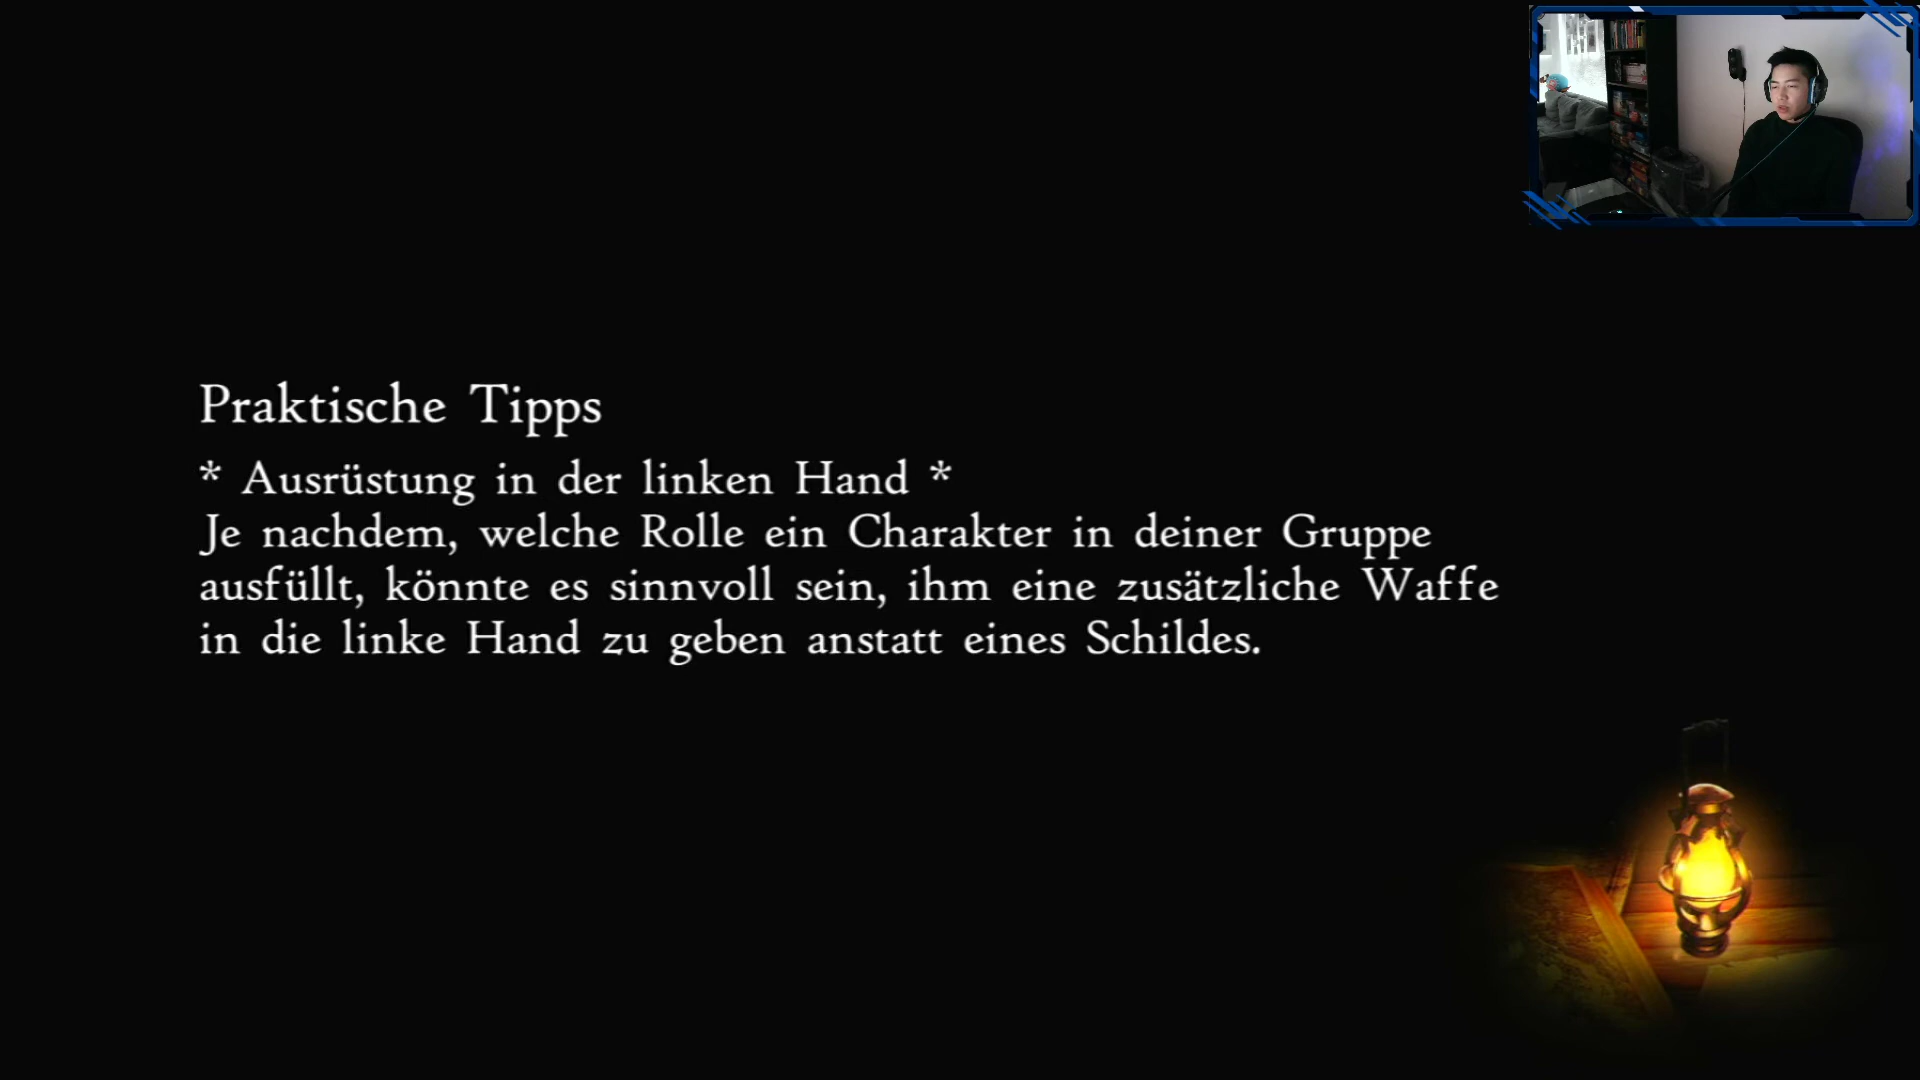 Praktische Tipps
* Ausrüstung in der linken Hand *
Je nachdem, welche Rolle ein Charakter in deiner Gruppe
ausfüllt, könnte es sinnvoll sein, ihm eine zusätzliche Waffe
in die linke Hand zu geben anstatt eines Schildes.